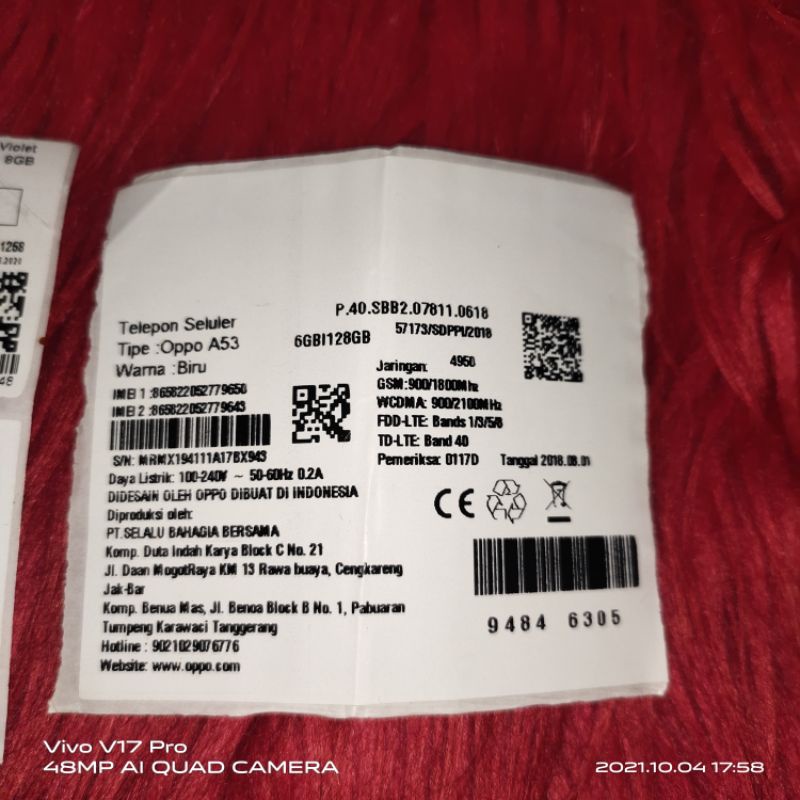 Violet
8GB
1268
.2020
48
P.40.SBB2.07811.0618
Telepon Seluler
57173/SDPPI/2018
Tipe :Oppo A53
6GBI128GB
Warna :Biru
Jaringan: 4950
IMEI 1 :865822052779650
GSM:900/1800Mhz
IMEI 2 :865822052779643
WCDMA: 900/2100MHz
FDD-LTE: Bands 1/3/5/8
TD-LTE: Band 40
S/N: MRMX194111A17BX943
Pemeriksa: 0117D Tanggal 2018.08.01
Daya Listrik: 100-240V ~ 50-60Hz 0.2A
DIDESAIN OLEH OPPO DIBUAT DI INDONESIA
Diproduksi oleh:
PT.SELALU BAHAGIA BERSAMA
Komp. Duta Indah Karya Block C No. 21
Jl. Daan MogotRaya KM 13 Rawa buaya, Cengkareng
Jak-Bar
Komp. Benua Mas, Jl. Benoa Block B No. 1, Pabuaran
Tumpeng Karawaci Tanggerang
Hotline : 9021029076776
Website: www.oppo.com
CE
9484 6305
Vivo V17 Pro
48MP AI QUAD CAMERA
2021.10.04 17:58